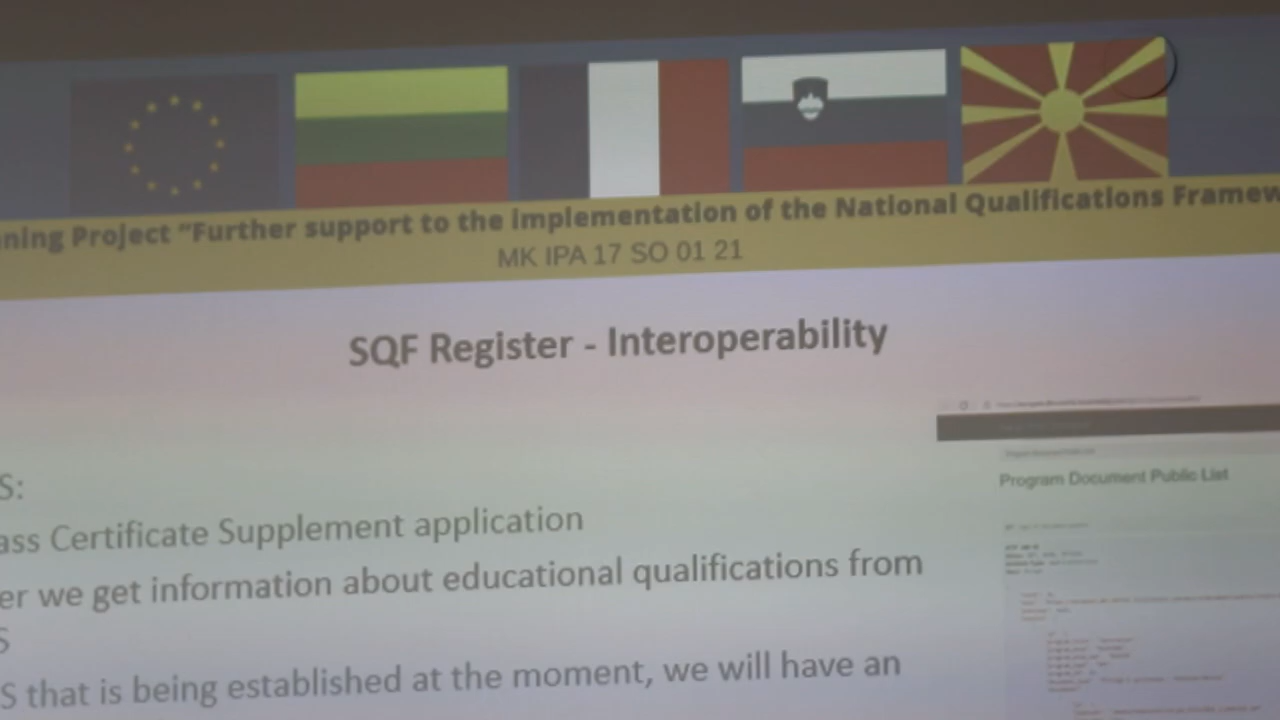 ning Project "Further support to the implementation of the National Qualifications Framew
MK IPA 17 SO 01 21
SQF Register - Interoperability
S:
ass Certificate Supplement application
er we get information about educational qualifications from
S
S that is being established at the moment, we will have an
Program Document Public List